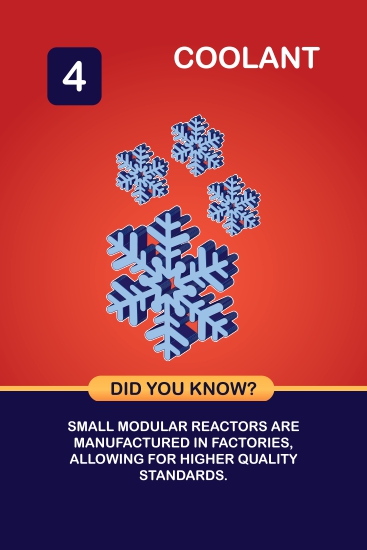 4
COOLANT
DID YOU KNOW?
SMALL MODULAR REACTORS ARE
MANUFACTURED IN FACTORIES,
ALLOWING FOR HIGHER QUALITY
STANDARDS.